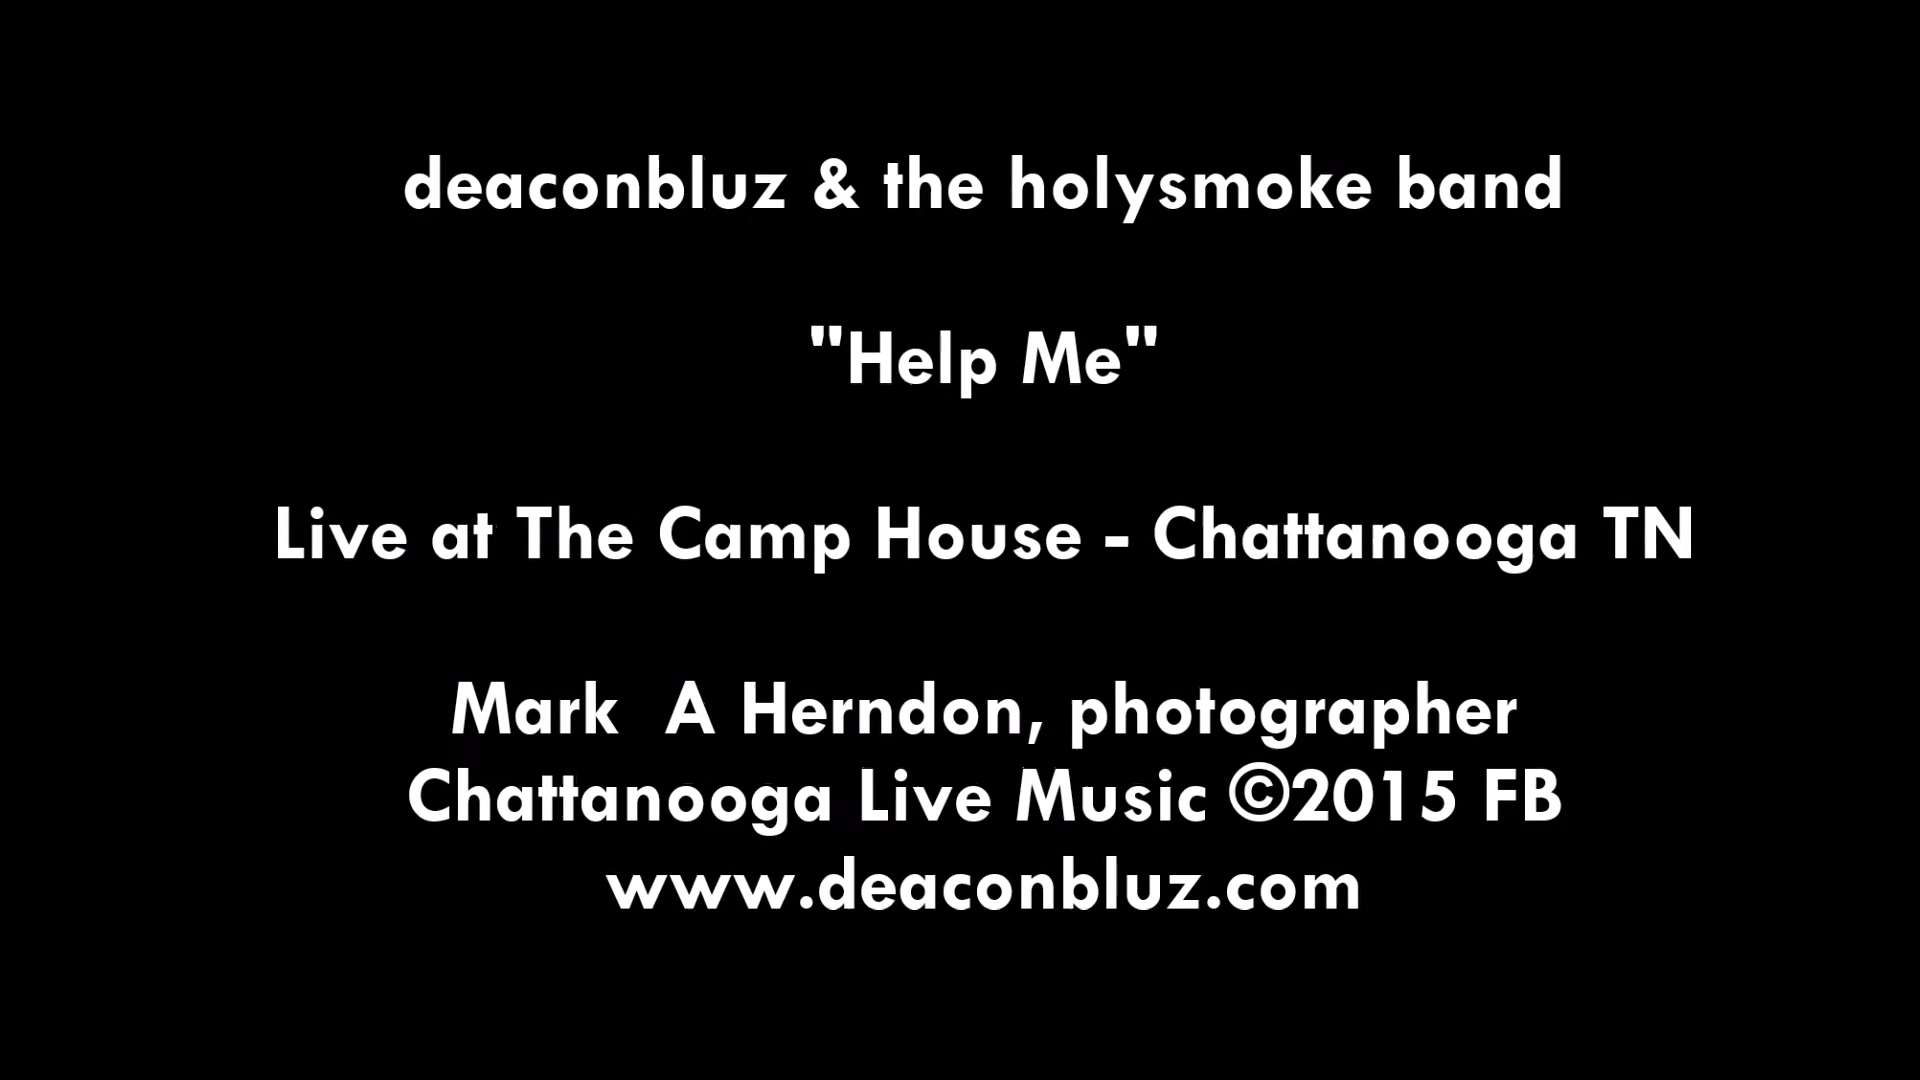 deaconbluz & the holysmoke band
"Help Me"
Live at The Camp House - Chattanooga TN
Mark  A Herndon, photographer
Chattanooga Live Music ©2015 FB
www.deaconbluz.com